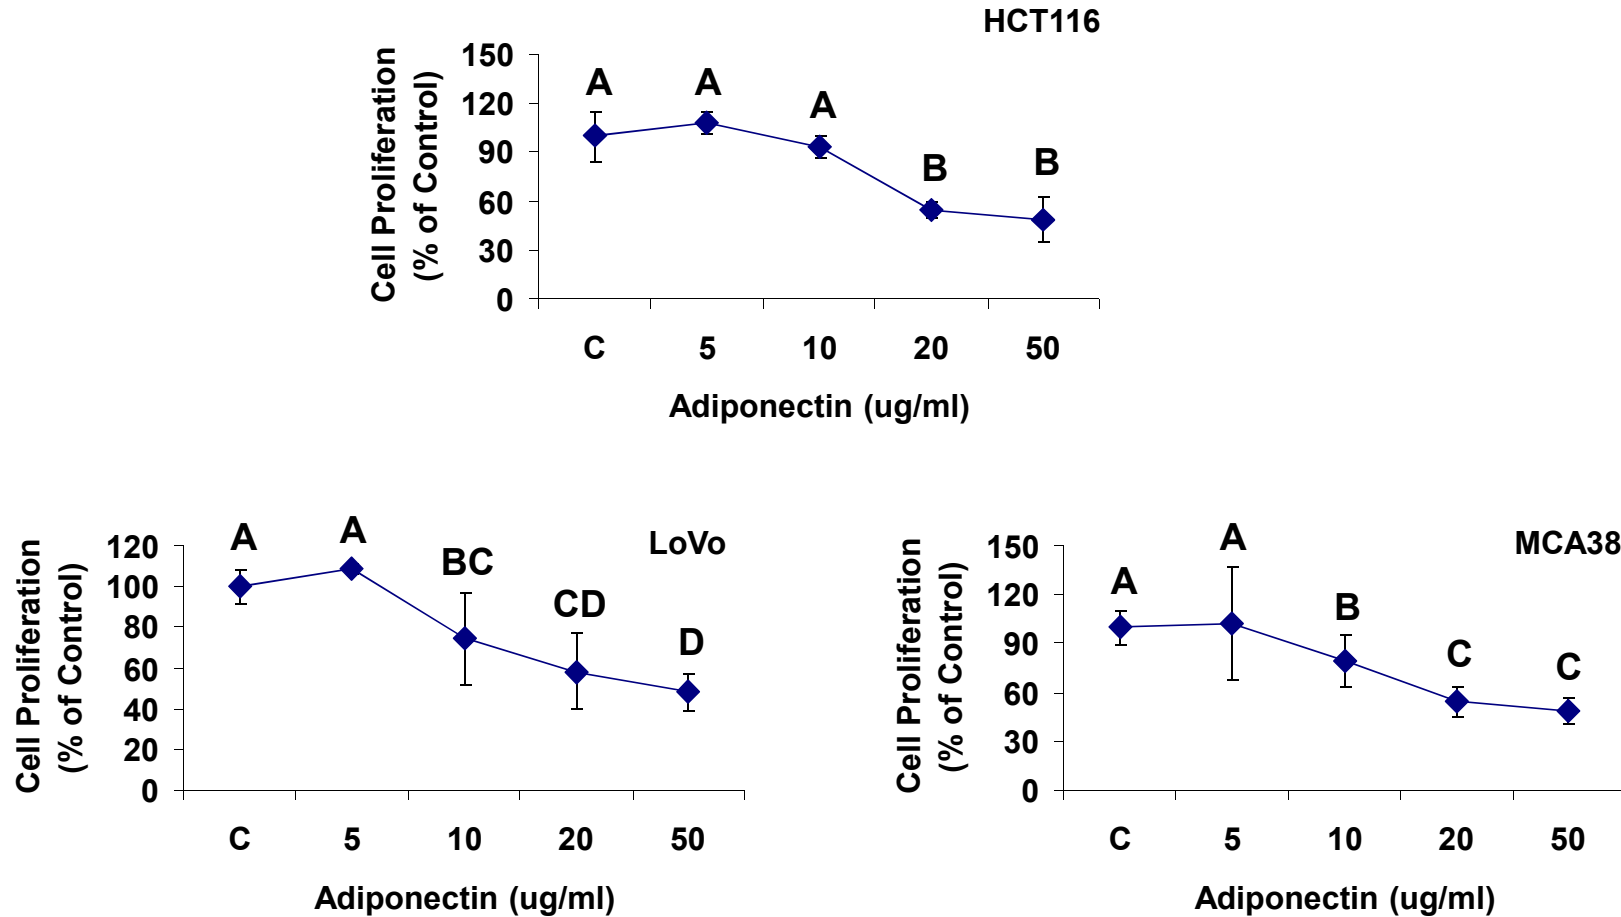 HCT116
Cell Proliferation
(% of Control)
150
120
90
60
30
0
A
A
A
B
B
C 5 10 20 50
Adiponectin (ug/ml)
LoVo
Cell Proliferation
(% of Control)
120
100
80
60
40
20
0
A
A
BC
CD
D
C 5 10 20 50
Adiponectin (ug/ml)
MCA38
Cell Proliferation
(% of Control)
150
120
90
60
30
0
A
A
B
C
C
C 5 10 20 50
Adiponectin (ug/ml)